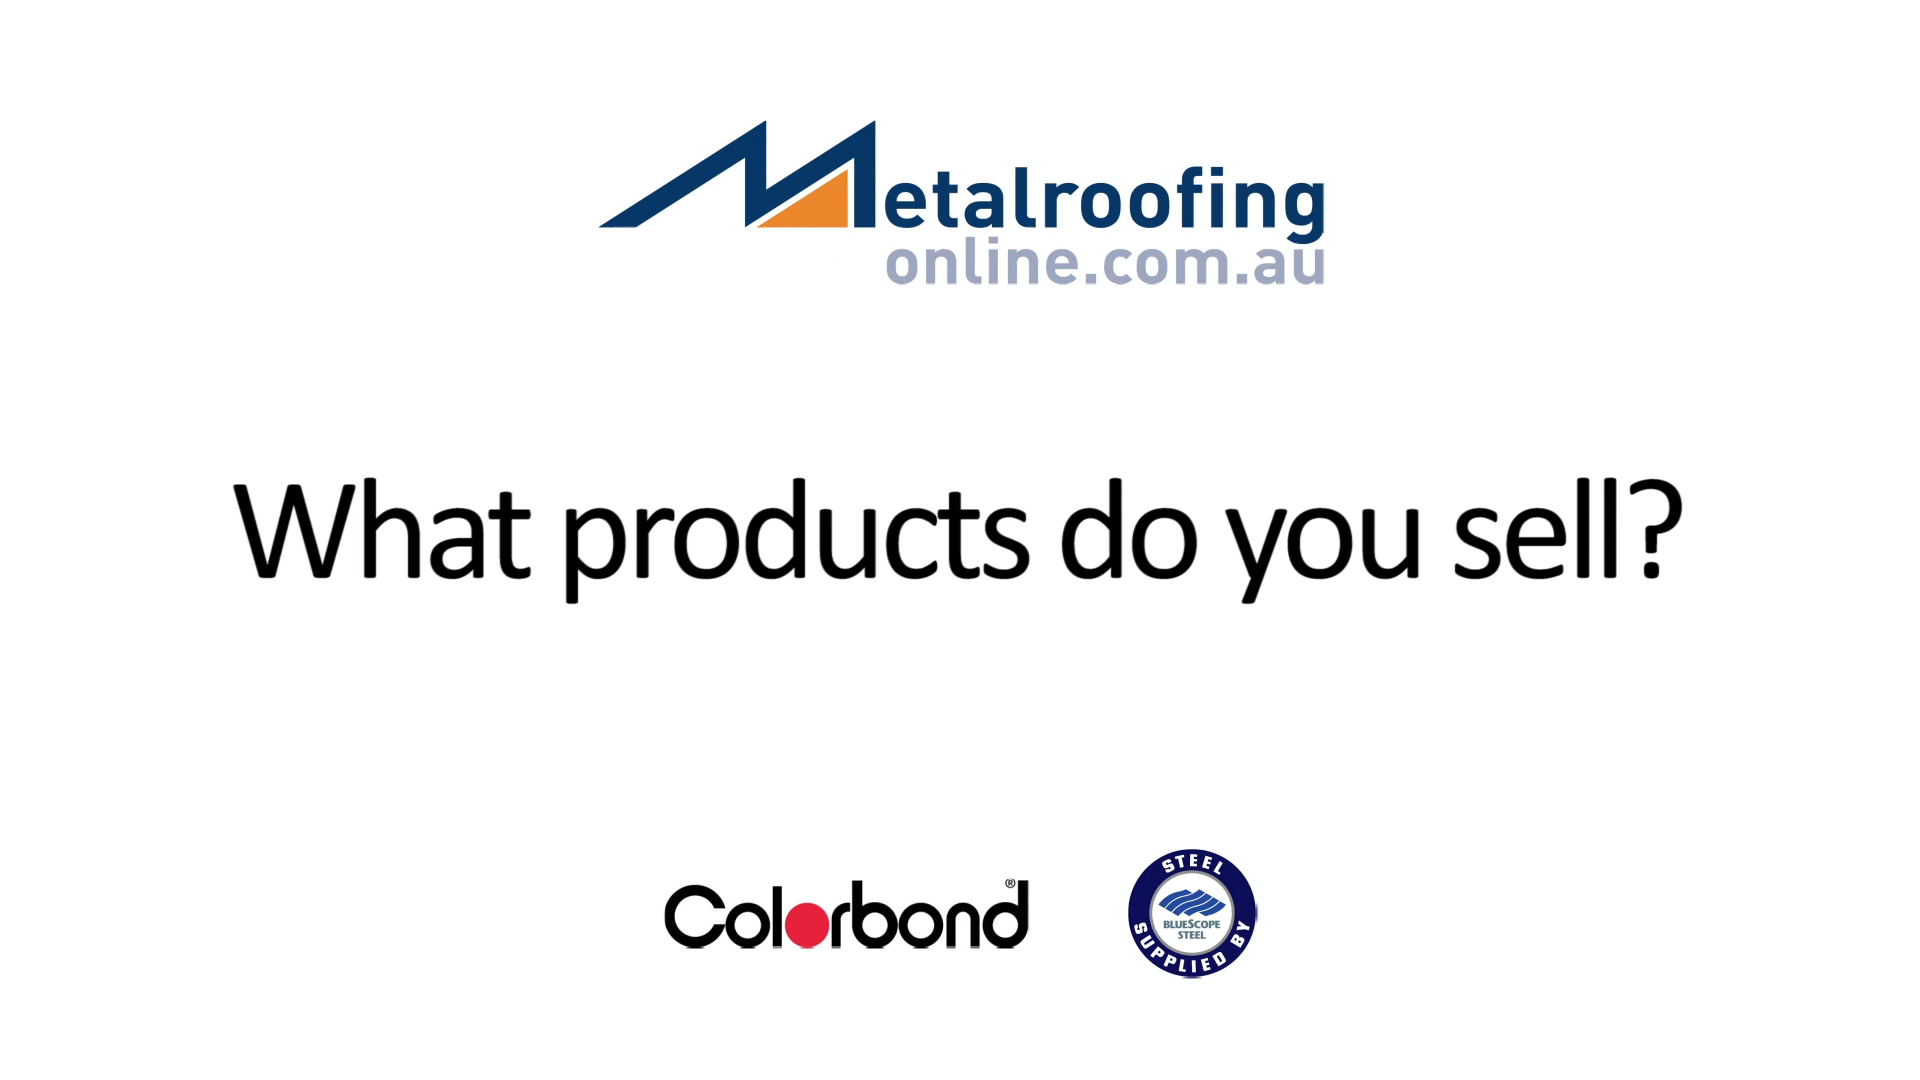 Metalroofing
online.com.au
What products do you sell?
Colorbond®
STEEL
BLUESCOPE
STEEL
SUPPLIED BY